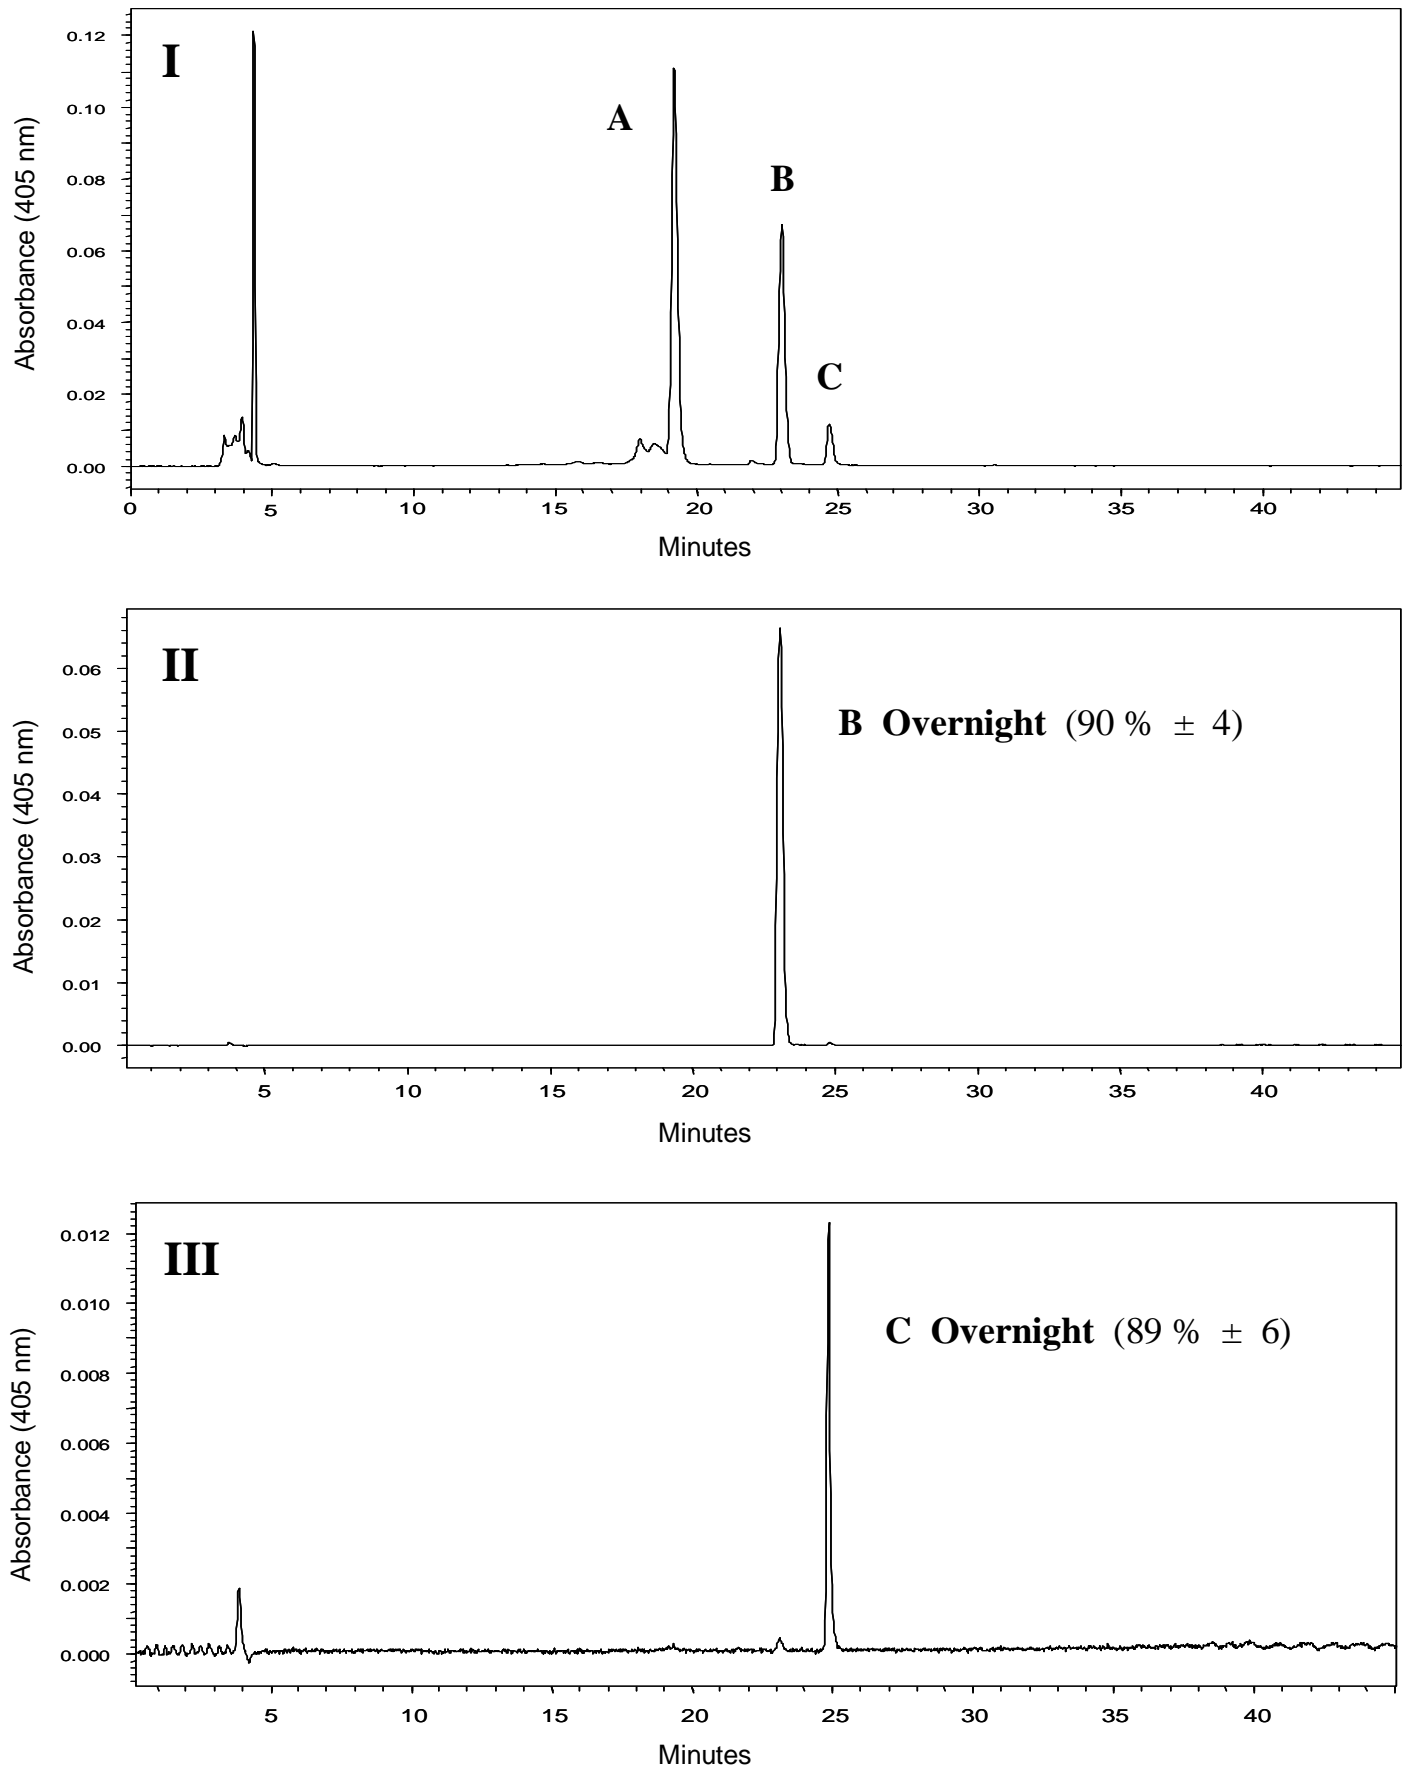 I
A
B
C
Absorbance (405 nm)
0.12
0.10
0.08
0.06
0.04
0.02
0.00
0 5 10 15 20 25 30 35 40
Minutes
II
B Overnight (90 % ± 4)
Absorbance (405 nm)
0.06
0.05
0.04
0.03
0.02
0.01
0.00
5 10 15 20 25 30 35 40
Minutes
III
C Overnight (89 % ± 6)
Absorbance (405 nm)
0.012
0.010
0.008
0.006
0.004
0.002
0.000
5 10 15 20 25 30 35 40
Minutes